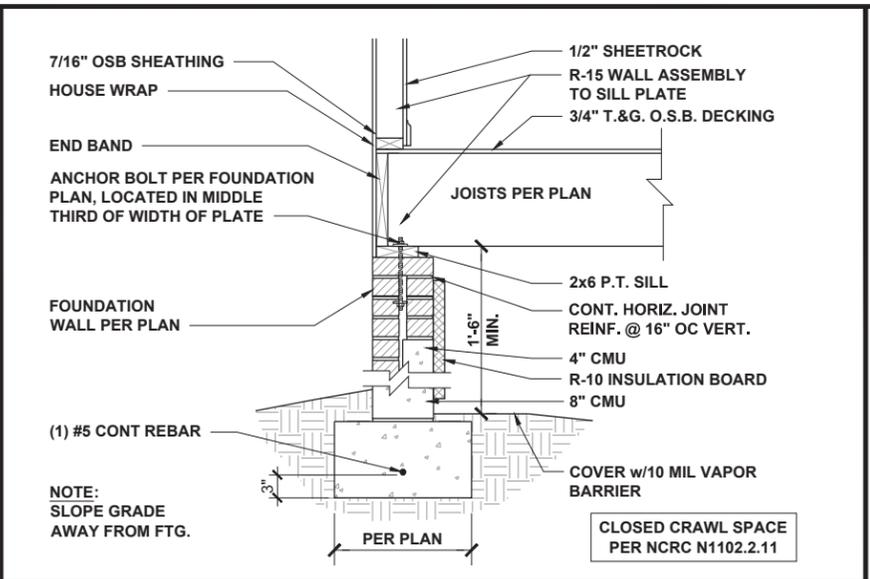 7/16" OSB SHEATHING
HOUSE WRAP
END BAND
ANCHOR BOLT PER FOUNDATION
PLAN, LOCATED IN MIDDLE
THIRD OF WIDTH OF PLATE
FOUNDATION
WALL PER PLAN
(1) #5 CONT REBAR
NOTE:
SLOPE GRADE
AWAY FROM FTG.
3"
PER PLAN
JOISTS PER PLAN
1'-6"
MIN.
1/2" SHEETROCK
R-15 WALL ASSEMBLY
TO SILL PLATE
3/4" T.&G. O.S.B. DECKING
2x6 P.T. SILL
CONT. HORIZ. JOINT
REINF. @ 16" OC VERT.
4" CMU
R-10 INSULATION BOARD
8" CMU
COVER w/10 MIL VAPOR
BARRIER
CLOSED CRAWL SPACE
PER NCRC N1102.2.11